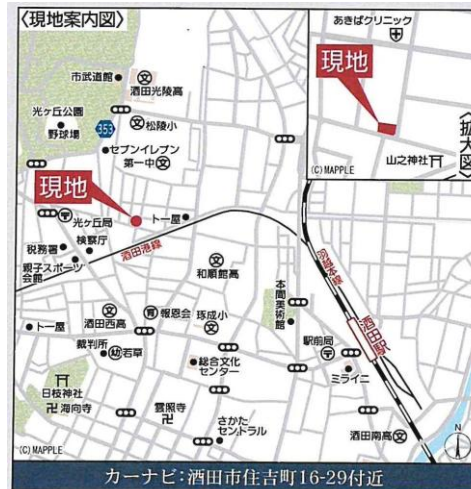 〈現地案内図〉
市武道館
酒田光陵高
光ヶ丘公園
野球場
353
松陵小
セブンイレブン
第一中
現地
光ヶ丘局
トー屋
税務署
検察庁
親子スポーツ
会館
酒田港線
和順館高
羽越本線
本間美術館
酒田駅
トー屋
酒田西高
報恩会
琢成小
裁判所
若草
総合文化
センター
駅前局
ミライニ
日枝神社
海向寺
雲照寺
さかた
セントラル
酒田南高
(C)MAPPLE
N
あきばクリニック
現地
山之神社
(C)MAPPLE
〈拡大図〉
カーナビ:酒田市住吉町16-29付近